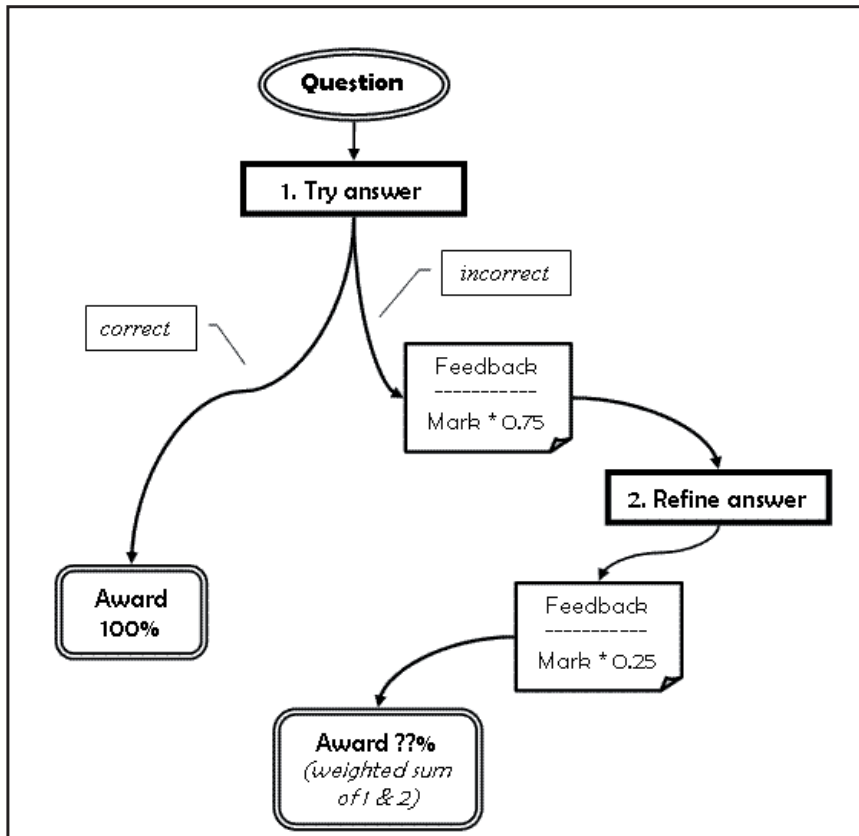 Question
1. Try answer
incorrect
correct
Feedback
-----------
Mark * 0.75
2. Refine answer
Award
100%
Feedback
-----------
Mark * 0.25
Award ??%
(weighted sum
of 1 & 2)